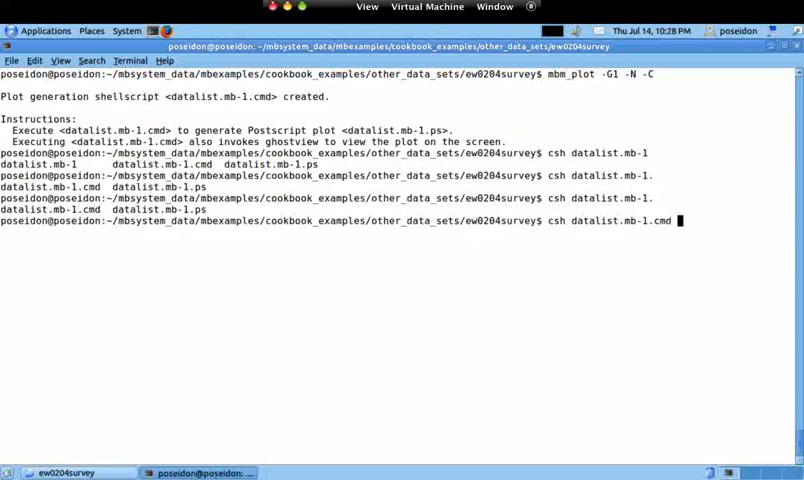 View Virtual Machine Window
Applications Places System Thu Jul 14, 10:28 PM poseidon
poseidon@poseidon: ~/mbsystem_data/mbexamples/cookbook_examples/other_data_sets/ew0204survey
File Edit View Search Terminal Help
poseidon@poseidon:~/mbsystem_data/mbexamples/cookbook_examples/other_data_sets/ew0204survey$ mbm_plot -G1 -N -C
Plot generation shellscript <datalist.mb-1.cmd> created.
Instructions:
Execute <datalist.mb-1.cmd> to generate Postscript plot <datalist.mb-1.ps>.
Executing <datalist.mb-1.cmd> also invokes ghostview to view the plot on the screen.
poseidon@poseidon:~/mbsystem_data/mbexamples/cookbook_examples/other_data_sets/ew0204survey$ csh datalist.mb-1
datalist.mb-1 datalist.mb-1.cmd datalist.mb-1.ps
poseidon@poseidon:~/mbsystem_data/mbexamples/cookbook_examples/other_data_sets/ew0204survey$ csh datalist.mb-1.
datalist.mb-1.cmd datalist.mb-1.ps
poseidon@poseidon:~/mbsystem_data/mbexamples/cookbook_examples/other_data_sets/ew0204survey$ csh datalist.mb-1.
datalist.mb-1.cmd datalist.mb-1.ps
poseidon@poseidon:~/mbsystem_data/mbexamples/cookbook_examples/other_data_sets/ew0204survey$ csh datalist.mb-1.cmd
ew0204survey poseidon@poseidon: ...